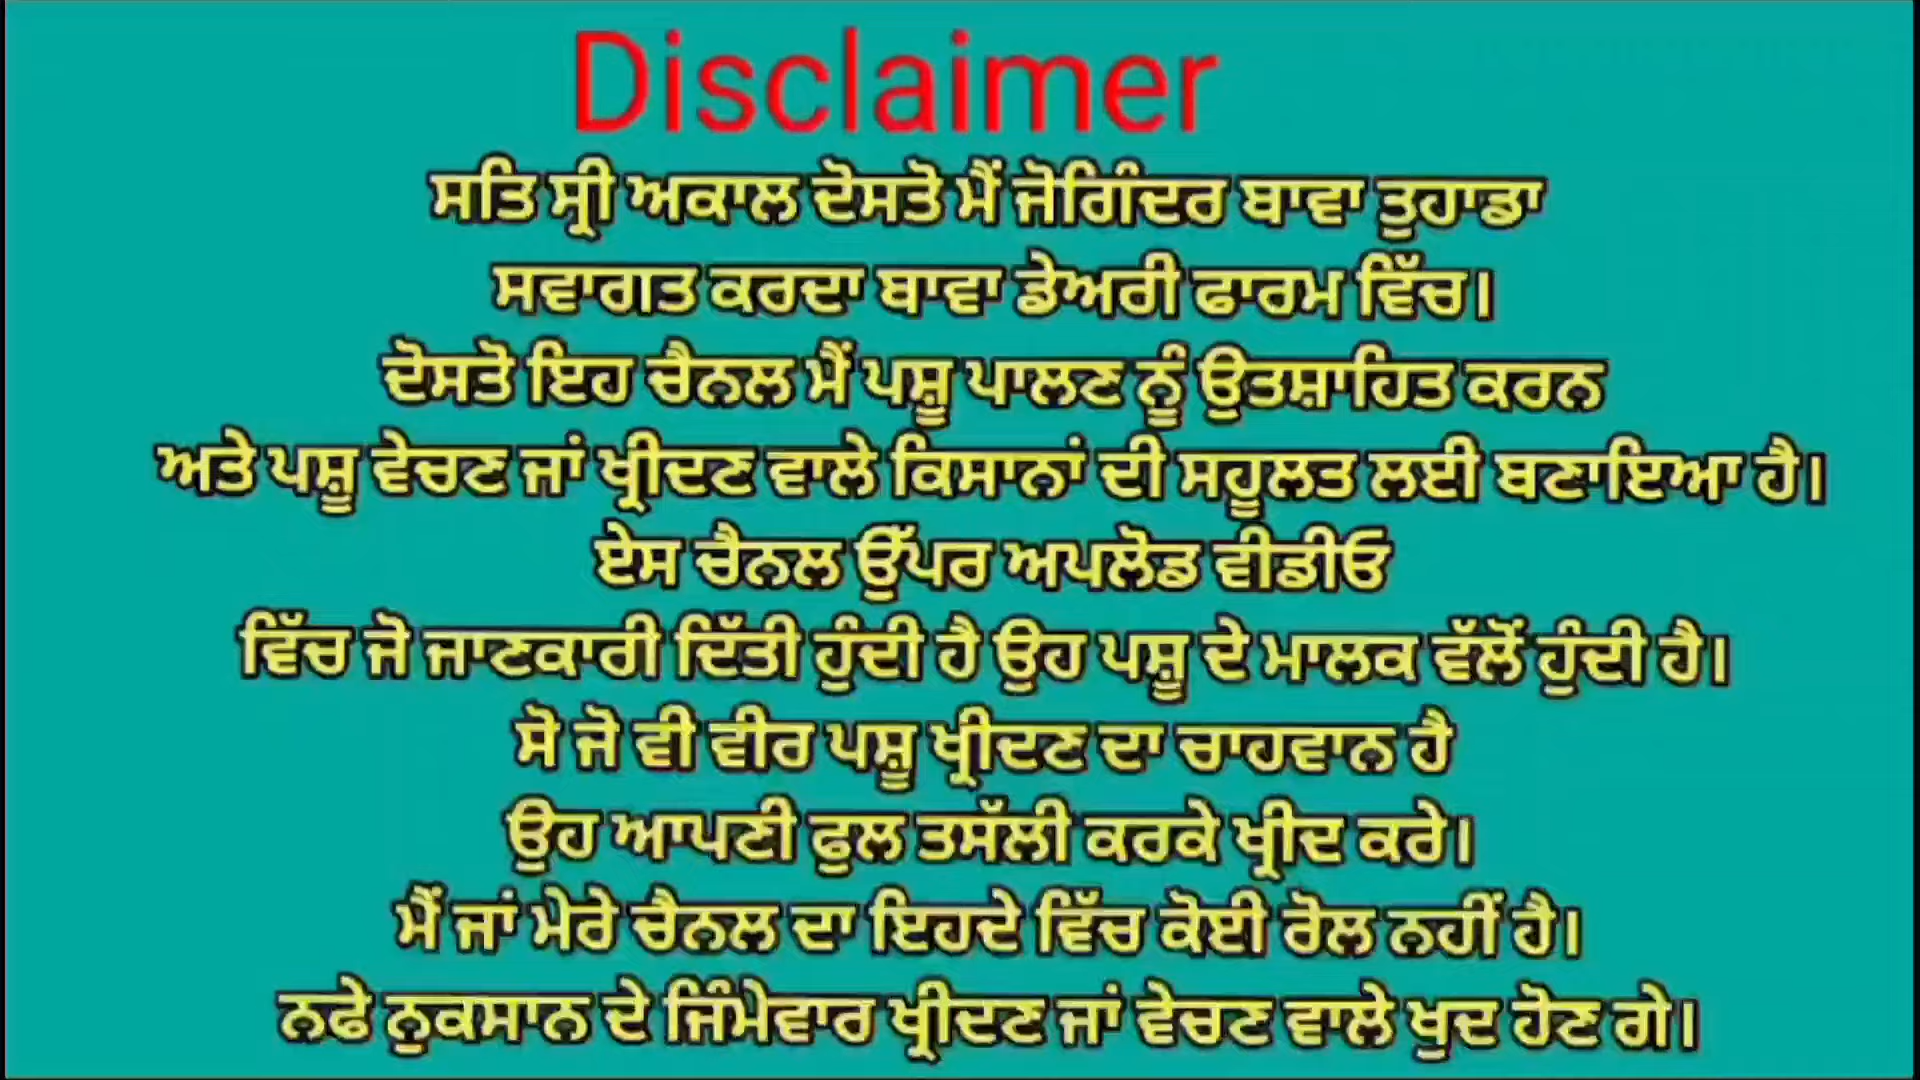 Disclaimer
ਸਤਿ ਸ੍ਰੀ ਅਕਾਲ ਦੋਸਤੋ ਮੈਂ ਜੋਗਿੰਦਰ ਬਾਵਾ ਤੁਹਾਡਾ
ਸਵਾਗਤ ਕਰਦਾ ਬਾਵਾ ਡੇਅਰੀ ਫਾਰਮ ਵਿੱਚ।
ਦੋਸਤੋ ਇਹ ਚੈਨਲ ਮੈਂ ਪਸ਼ੂ ਪਾਲਣ ਨੂੰ ਉਤਸ਼ਾਹਿਤ ਕਰਨ
ਅਤੇ ਪਸ਼ੂ ਵੇਚਣ ਜਾਂ ਖ੍ਰੀਦਣ ਵਾਲੇ ਕਿਸਾਨਾਂ ਦੀ ਸਹੂਲਤ ਲਈ ਬਣਾਇਆ ਹੈ।
ਏਸ ਚੈਨਲ ਉੱਪਰ ਅਪਲੋਡ ਵੀਡੀਓ
ਵਿੱਚ ਜੋ ਜਾਣਕਾਰੀ ਦਿੱਤੀ ਹੁੰਦੀ ਹੈ ਉਹ ਪਸ਼ੂ ਦੇ ਮਾਲਕ ਵੱਲੋਂ ਹੁੰਦੀ ਹੈ।
ਸੋ ਜੋ ਵੀ ਵੀਰ ਪਸ਼ੂ ਖ੍ਰੀਦਣ ਦਾ ਚਾਹਵਾਨ ਹੈ
ਉਹ ਆਪਣੀ ਫੁਲ ਤਸੱਲੀ ਕਰਕੇ ਖ੍ਰੀਦ ਕਰੇ।
ਮੈਂ ਜਾਂ ਮੇਰੇ ਚੈਨਲ ਦਾ ਇਹਦੇ ਵਿੱਚ ਕੋਈ ਰੋਲ ਨਹੀਂ ਹੈ।
ਨਫੇ ਨੁਕਸਾਨ ਦੇ ਜਿੰਮੇਵਾਰ ਖ੍ਰੀਦਣ ਜਾਂ ਵੇਚਣ ਵਾਲੇ ਖੁਦ ਹੋਣ ਗੇ।